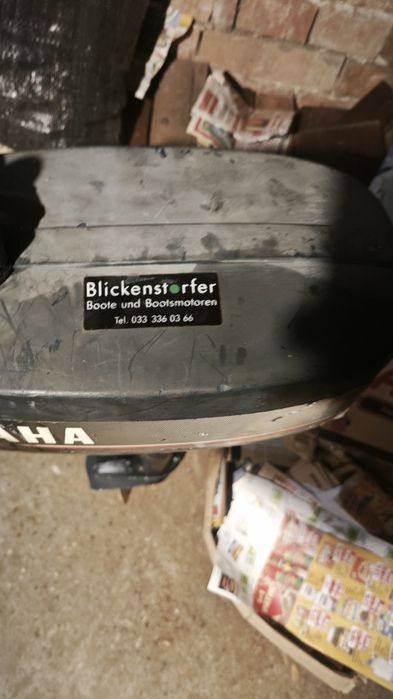 Blickenstorfer
Boote und Bootsmotoren
Tel. 033 336 03 66
AHA